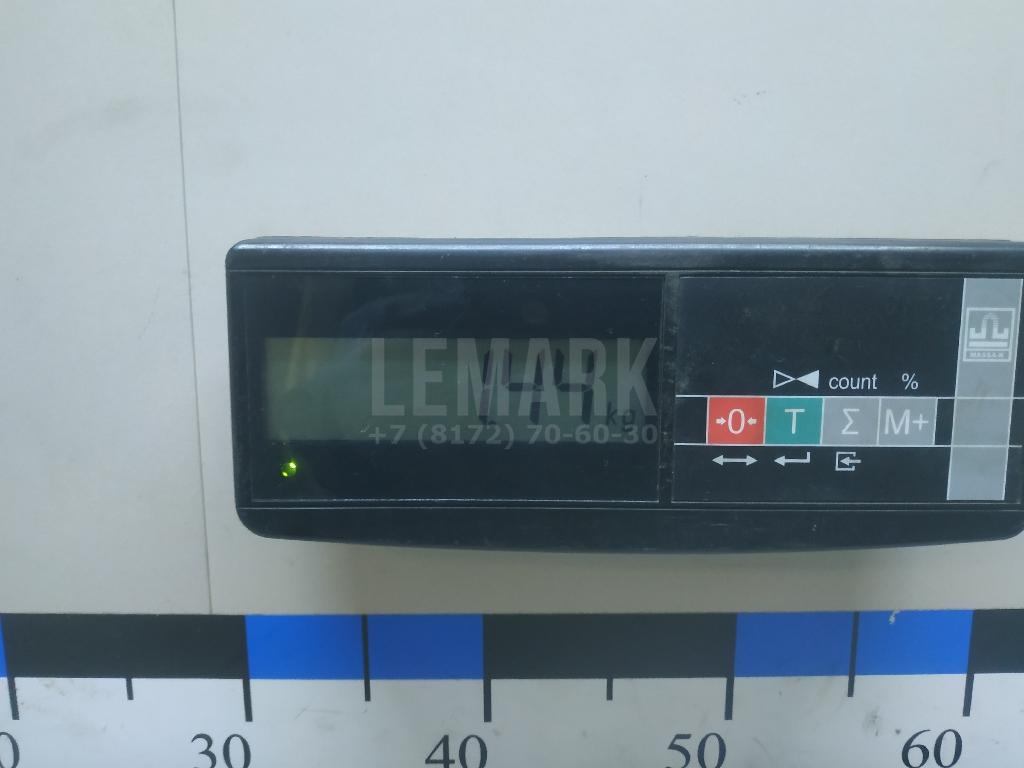 LEMARK
+7 (8172) 70-60-30
kg
MASSA-K
count %
→0← T Σ M+
30 40 50 60